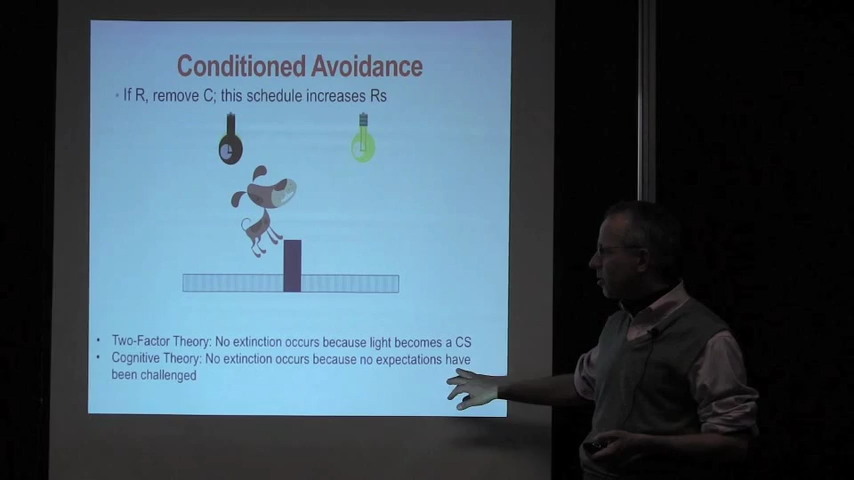 Conditioned Avoidance
• If R, remove C; this schedule increases Rs
• Two-Factor Theory: No extinction occurs because light becomes a CS
• Cognitive Theory: No extinction occurs because no expectations have
been challenged